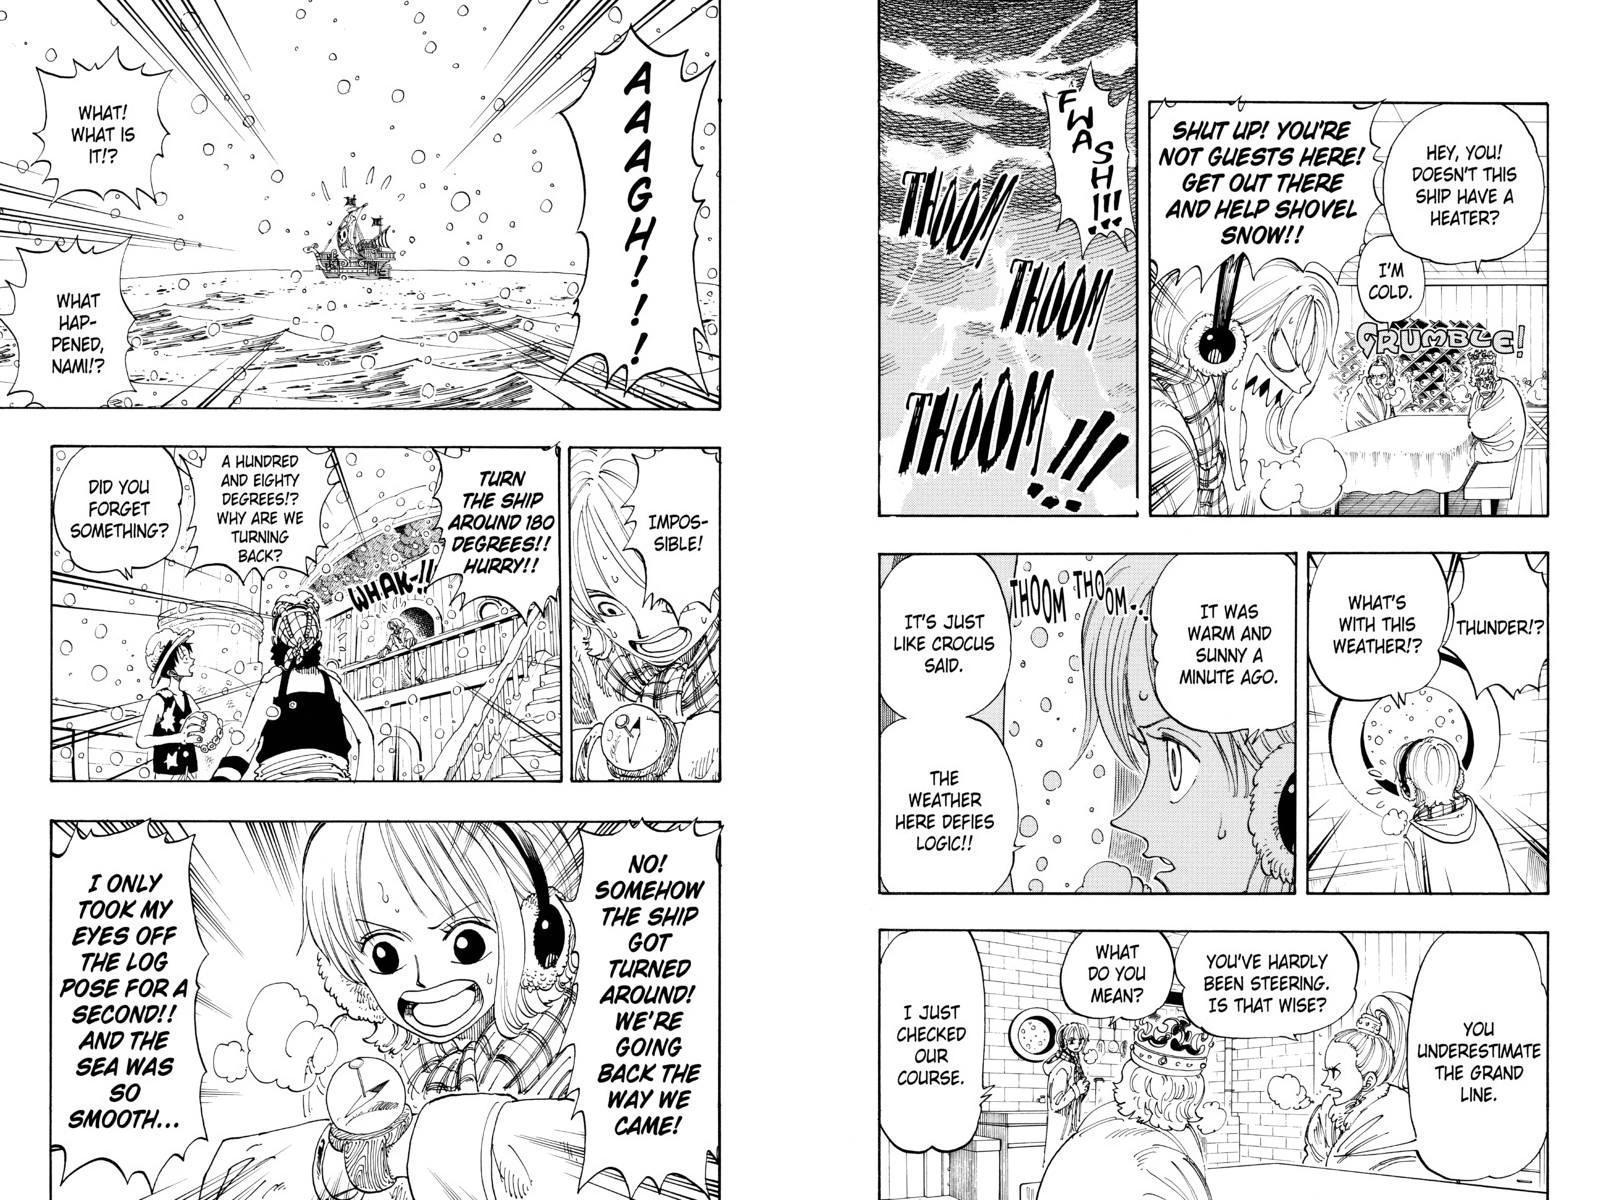 HEY, YOU!
DOESN'T THIS
SHIP HAVE A
HEATER?
I'M
COLD.
GRUMBLE!
SHUT UP! YOU'RE
NOT GUESTS HERE!
GET OUT THERE
AND HELP SHOVEL
SNOW!!
FWASH!!!
THOOM
THOOM
THOOM!!!
THUNDER!?
WHAT'S
WITH THIS
WEATHER!?
IT WAS
WARM AND
SUNNY A
MINUTE AGO.
THOOM THOOM...
IT'S JUST
LIKE CROCUS
SAID.
THE
WEATHER
HERE DEFIES
LOGIC!!
YOU
UNDERESTIMATE
THE GRAND
LINE.
YOU'VE HARDLY
BEEN STEERING.
IS THAT WISE?
WHAT
DO YOU
MEAN?
I JUST
CHECKED
OUR
COURSE.
AAAGH!!!!
WHAT!
WHAT IS
IT!?
WHAT
HAP-
PENED,
NAMI!?
IMPOS-
SIBLE!
TURN
THE SHIP
AROUND 180
DEGREES!!
HURRY!!
WHAK-!!
A HUNDRED
AND EIGHTY
DEGREES!?
WHY ARE WE
TURNING
BACK?
DID YOU
FORGET
SOMETHING?
NO!
SOMEHOW
THE SHIP
GOT
TURNED
AROUND!
WE'RE
GOING
BACK THE
WAY WE
CAME!
I ONLY
TOOK MY
EYES OFF
THE LOG
POSE FOR A
SECOND!!
AND THE
SEA WAS
SO
SMOOTH...